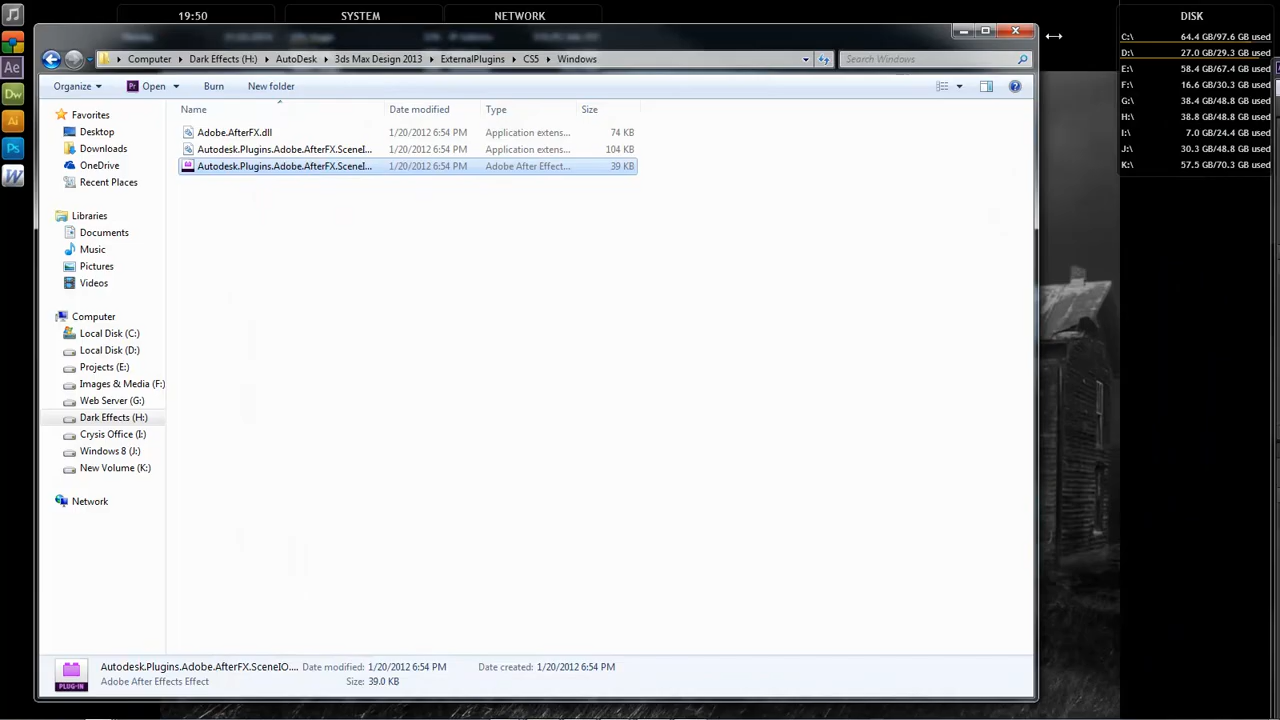 19:50 SYSTEM NETWORK DISK
C:\ 64.4 GB/97.6 GB used
D:\ 27.0 GB/29.3 GB used
E:\ 58.4 GB/67.4 GB used
F:\ 16.6 GB/30.3 GB used
G:\ 38.4 GB/48.8 GB used
H:\ 38.8 GB/48.8 GB used
I:\ 7.0 GB/24.4 GB used
J:\ 30.3 GB/48.8 GB used
K:\ 57.5 GB/70.3 GB used
Ae
Dw
Ai
Ps
W
Computer Dark Effects (H:) AutoDesk 3ds Max Design 2013 ExternalPlugins CS5 Windows Search Windows
Organize Pr Open Burn New folder
Name Date modified Type Size
Adobe.AfterFX.dll 1/20/2012 6:54 PM Application extens... 74 KB
Autodesk.Plugins.Adobe.AfterFX.SceneI... 1/20/2012 6:54 PM Application extens... 104 KB
Autodesk.Plugins.Adobe.AfterFX.SceneI... 1/20/2012 6:54 PM Adobe After Effect... 39 KB
Favorites
Desktop
Downloads
OneDrive
Recent Places
Libraries
Documents
Music
Pictures
Videos
Computer
Local Disk (C:)
Local Disk (D:)
Projects (E:)
Images & Media (F:)
Web Server (G:)
Dark Effects (H:)
Crysis Office (I:)
Windows 8 (J:)
New Volume (K:)
Network
Autodesk.Plugins.Adobe.AfterFX.SceneIO.... Date modified: 1/20/2012 6:54 PM Date created: 1/20/2012 6:54 PM
Adobe After Effects Effect Size: 39.0 KB
PLUG-IN